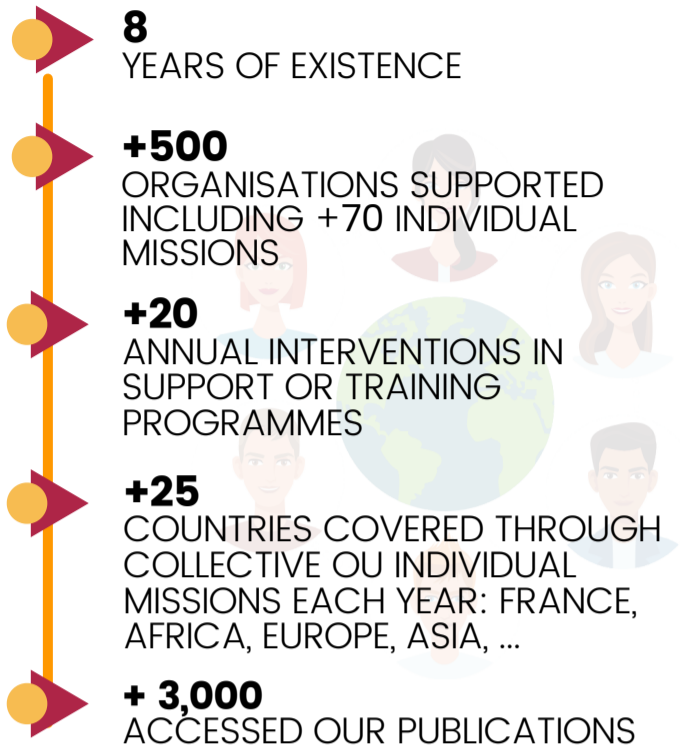 8
YEARS OF EXISTENCE
+500
ORGANISATIONS SUPPORTED
INCLUDING +70 INDIVIDUAL
MISSIONS
+20
ANNUAL INTERVENTIONS IN
SUPPORT OR TRAINING
PROGRAMMES
+25
COUNTRIES COVERED THROUGH
COLLECTIVE OU INDIVIDUAL
MISSIONS EACH YEAR: FRANCE,
AFRICA, EUROPE, ASIA, ...
+ 3,000
ACCESSED OUR PUBLICATIONS